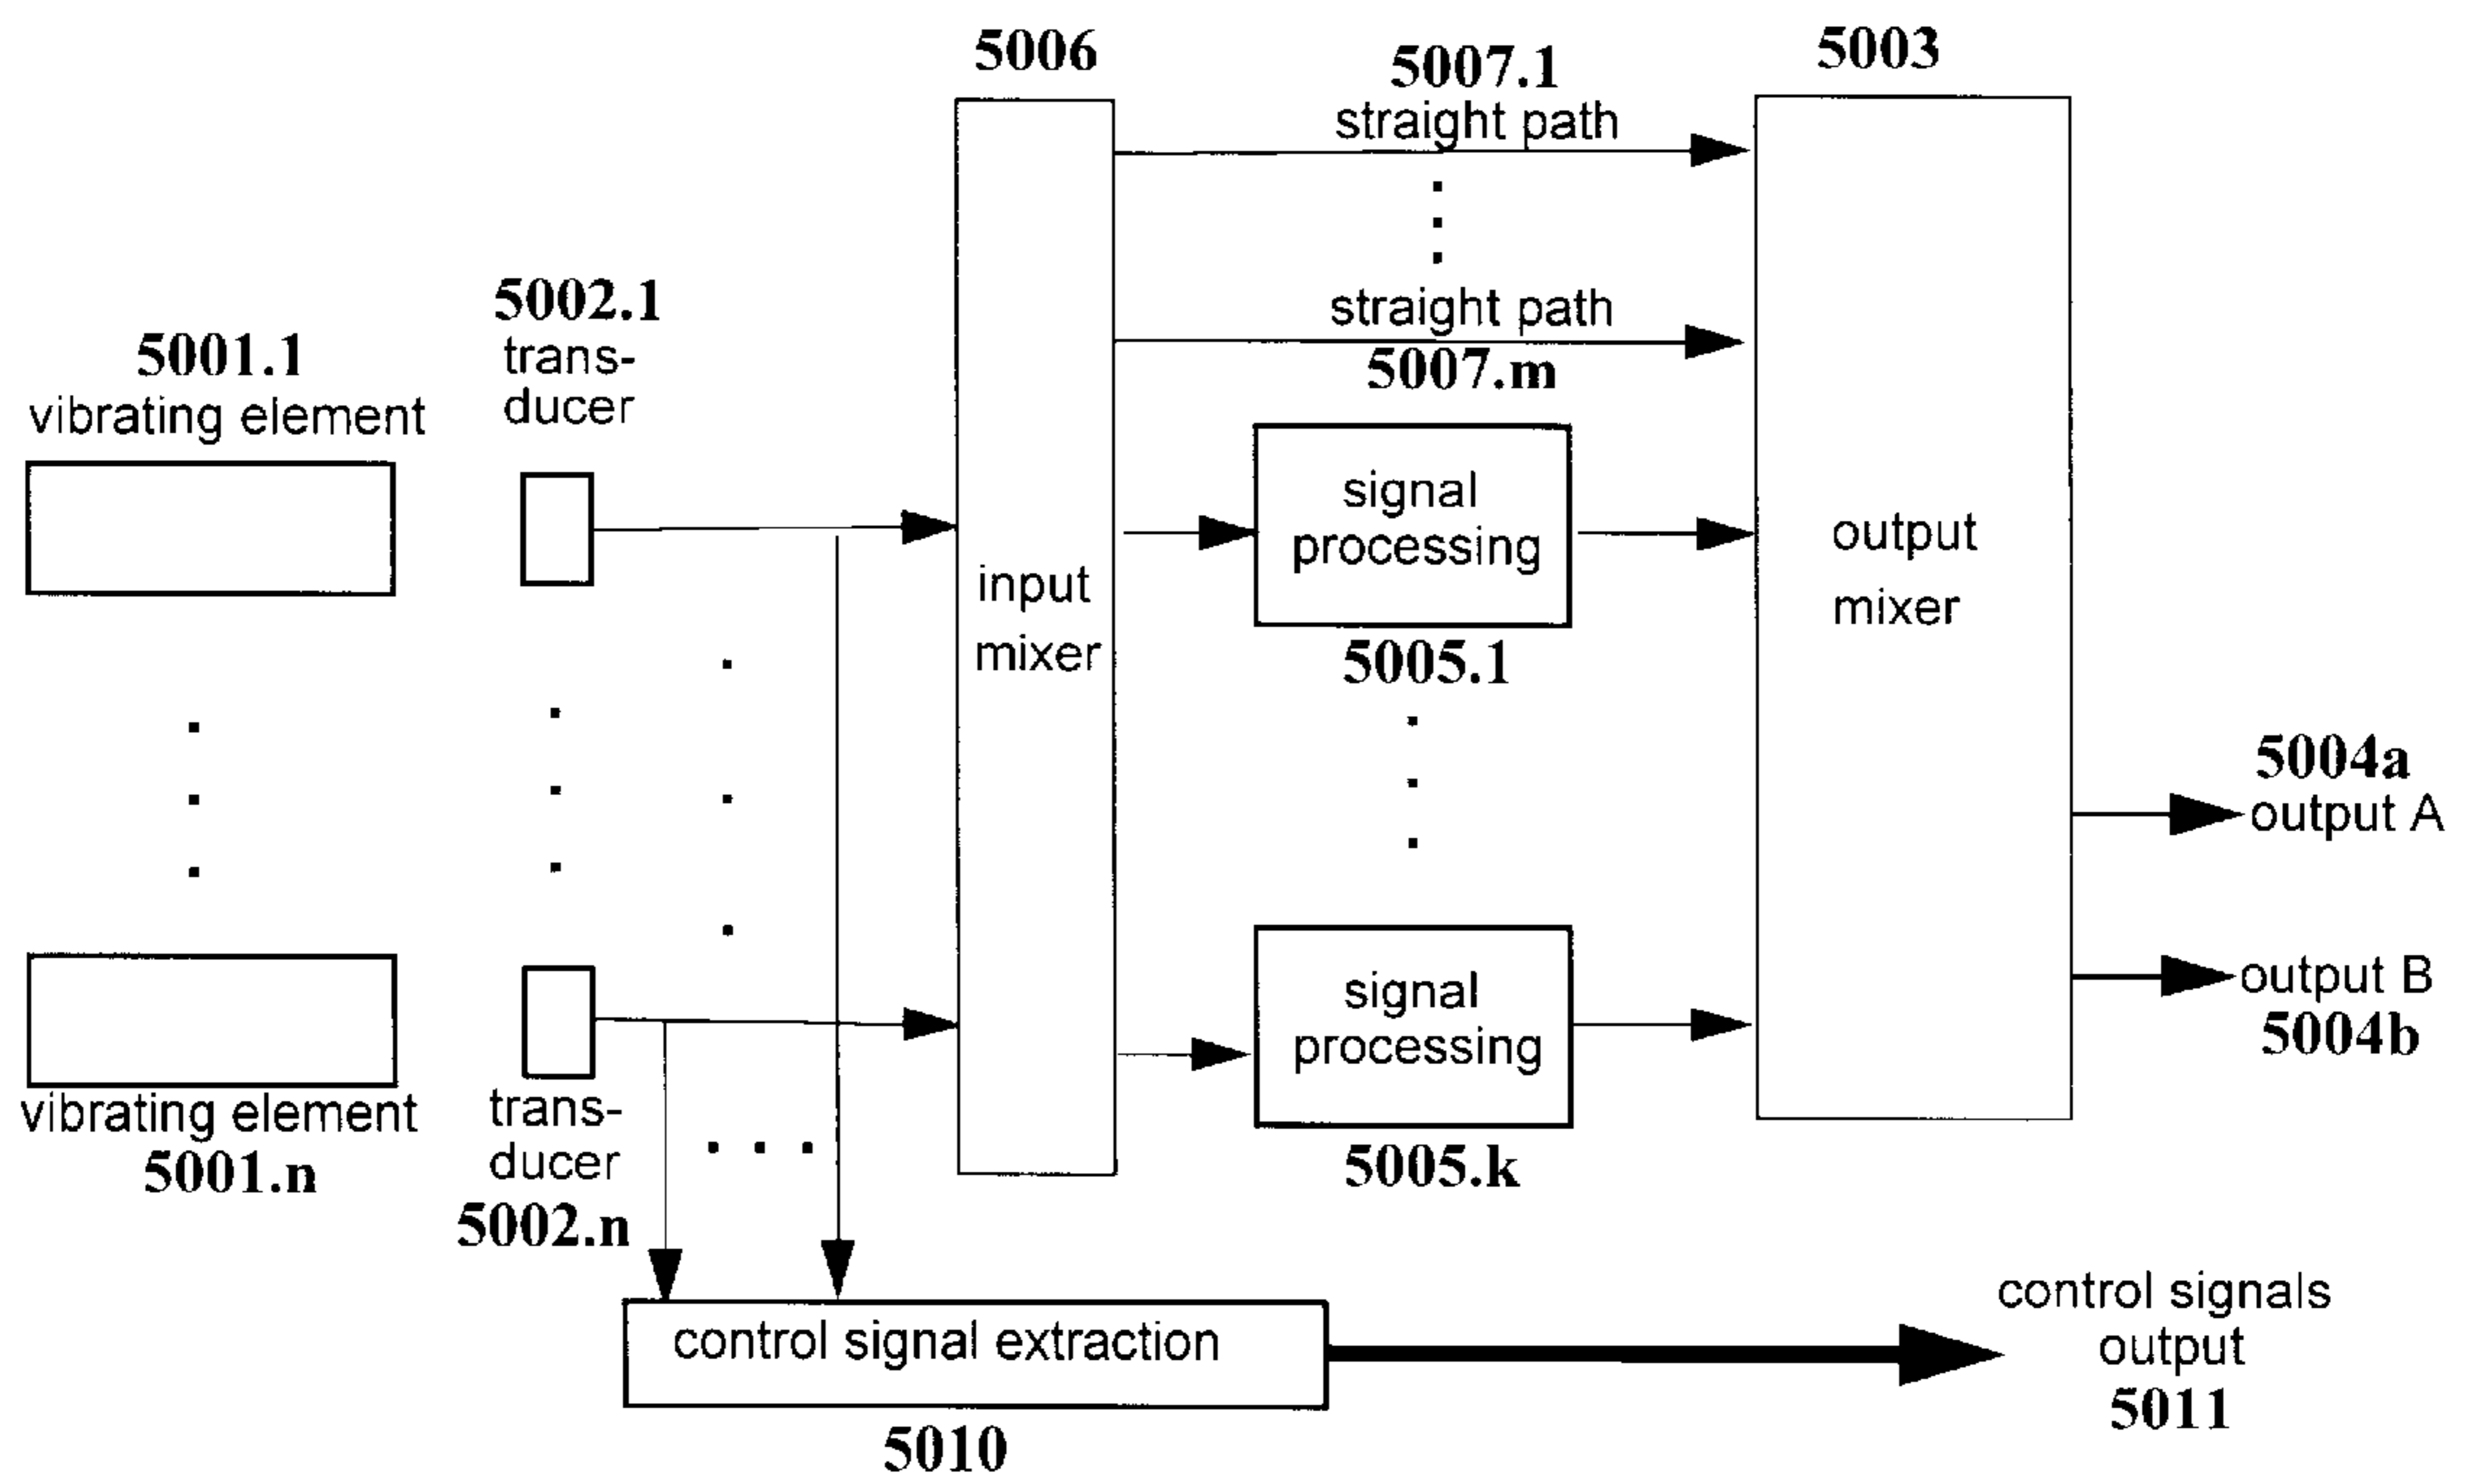 5006
5007.1
straight path
5003
straight path
5007.m
5002.1
trans-
ducer
5001.1
vibrating element
signal
processing
5005.1
input
mixer
output
mixer
5004a
output A
output B
5004b
signal
processing
5005.k
vibrating element
5001.n
trans-
ducer
5002.n
control signal extraction
5010
control signals
output
5011